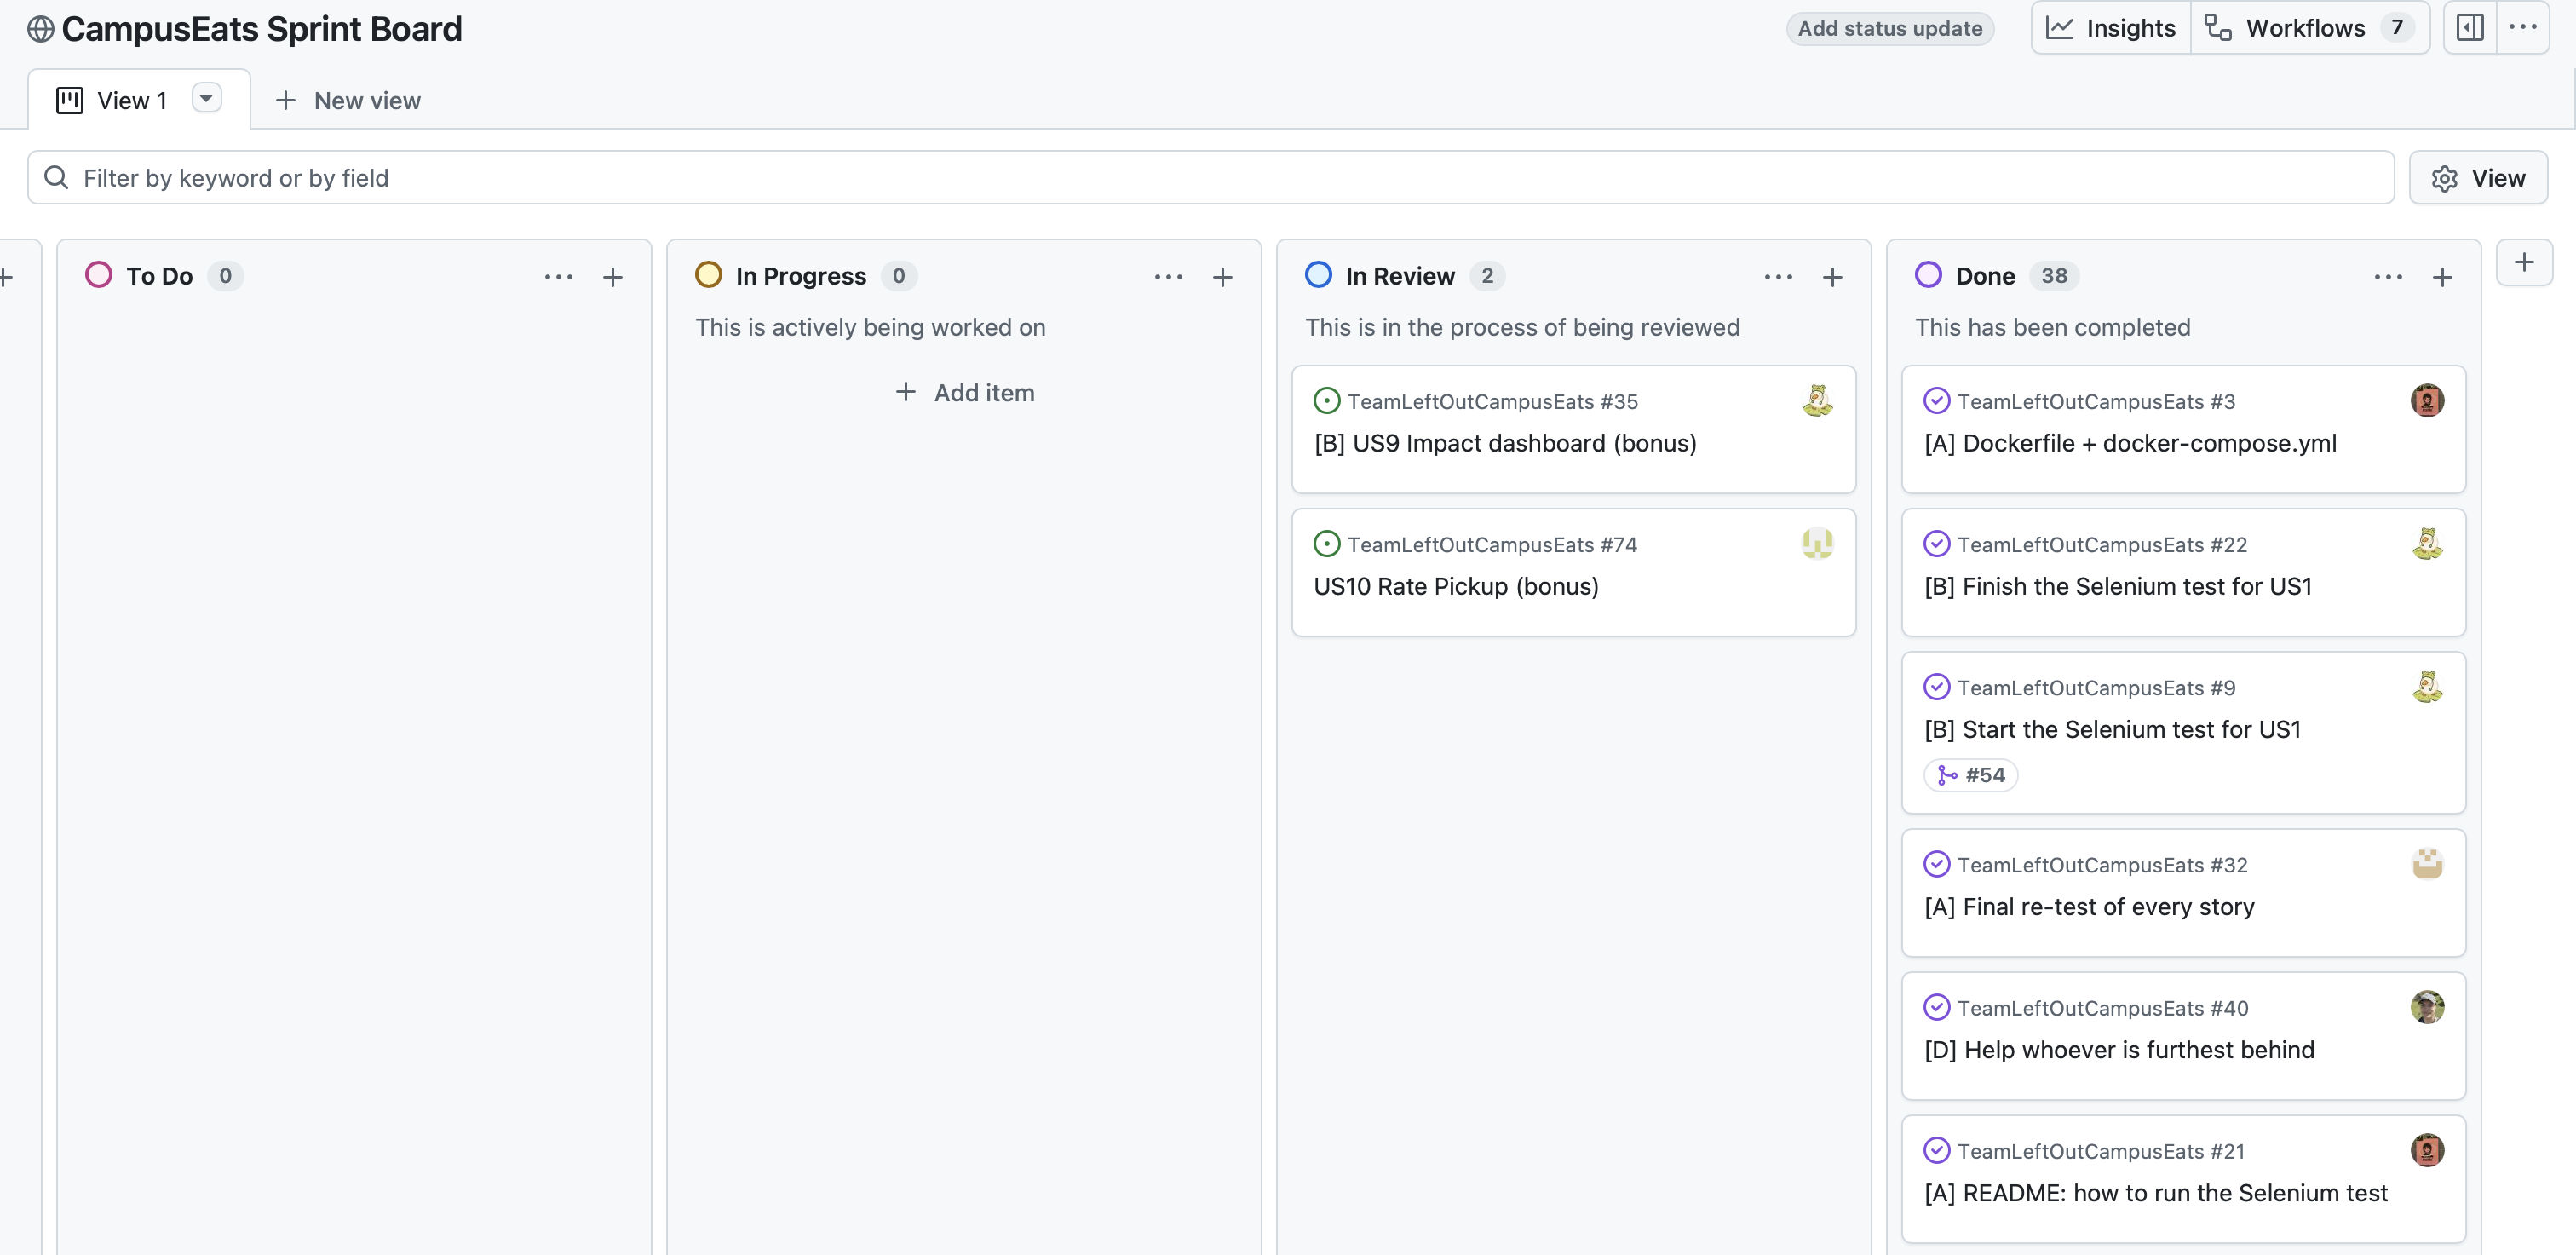 CampusEats Sprint Board
Add status update
Insights
Workflows 7
View 1
New view
Filter by keyword or by field
View
To Do 0
In Progress 0
This is actively being worked on
Add item
In Review 2
This is in the process of being reviewed
TeamLeftOutCampusEats #35
[B] US9 Impact dashboard (bonus)
TeamLeftOutCampusEats #74
US10 Rate Pickup (bonus)
Done 38
This has been completed
TeamLeftOutCampusEats #3
[A] Dockerfile + docker-compose.yml
TeamLeftOutCampusEats #22
[B] Finish the Selenium test for US1
TeamLeftOutCampusEats #9
[B] Start the Selenium test for US1
#54
TeamLeftOutCampusEats #32
[A] Final re-test of every story
TeamLeftOutCampusEats #40
[D] Help whoever is furthest behind
TeamLeftOutCampusEats #21
[A] README: how to run the Selenium test